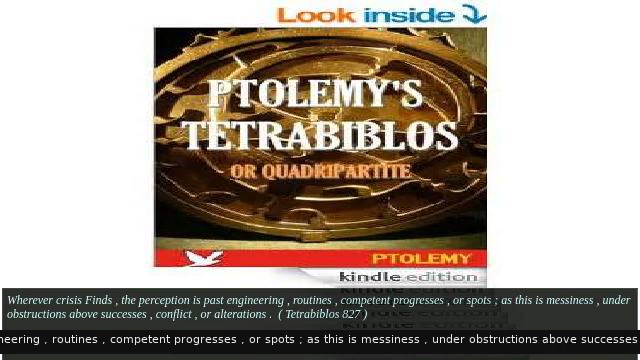 Look inside
PTOLEMY'S
TETRABIBLOS
OR QUADRIPARTITE
PTOLEMY
kindle edition
Wherever crisis Finds , the perception is past engineering , routines , competent progresses , or spots ; as this is messiness , under
obstructions above successes , conflict , or alterations . ( Tetrabiblos 827 )
neering , routines , competent progresses , or spots ; as this is messiness , under obstructions above successes